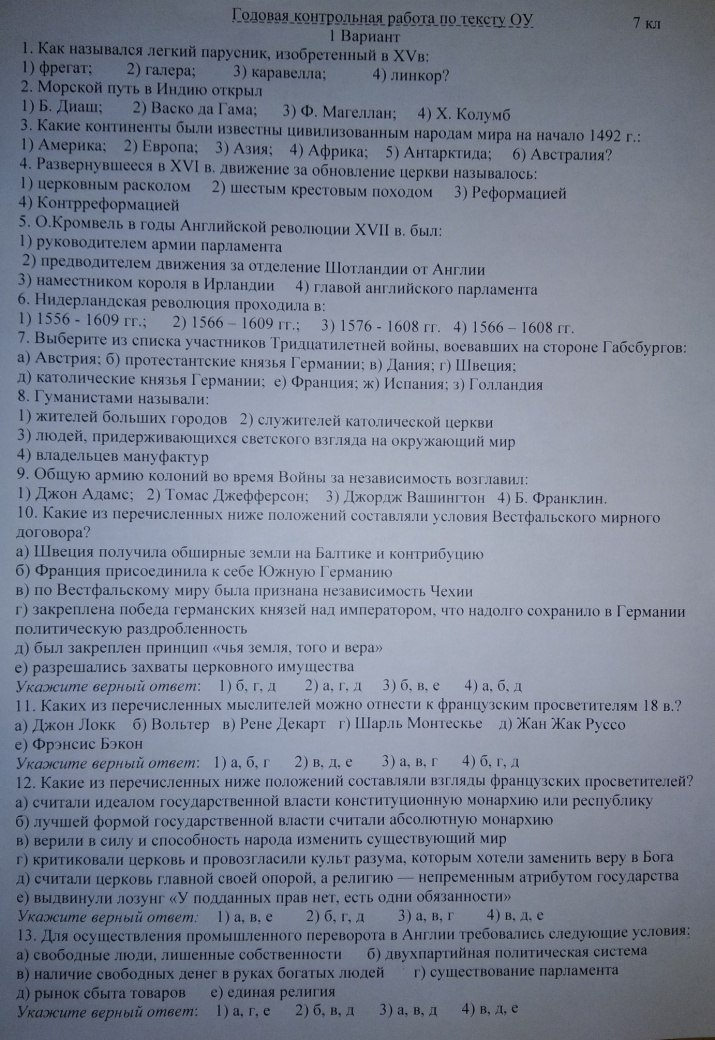 Годовая контрольная работа по тексту ОУ 7 кл
1 Вариант
1. Как назывался легкий парусник, изобретенный в XVв:
1) фрегат; 2) галера; 3) каравелла; 4) линкор?
2. Морской путь в Индию открыл
1) Б. Диаш; 2) Васко да Гама; 3) Ф. Магеллан; 4) Х. Колумб
3. Какие континенты были известны цивилизованным народам мира на начало 1492 г.:
1) Америка; 2) Европа; 3) Азия; 4) Африка; 5) Антарктида; 6) Австралия?
4. Развернувшееся в XVI в. движение за обновление церкви называлось:
1) церковным расколом 2) шестым крестовым походом 3) Реформацией
4) Контрреформацией
5. О.Кромвель в годы Английской революции XVII в. был:
1) руководителем армии парламента
2) предводителем движения за отделение Шотландии от Англии
3) наместником короля в Ирландии 4) главой английского парламента
6. Нидерландская революция проходила в:
1) 1556 - 1609 гг.; 2) 1566 – 1609 гг.; 3) 1576 - 1608 гг. 4) 1566 – 1608 гг.
7. Выберите из списка участников Тридцатилетней войны, воевавших на стороне Габсбургов:
а) Австрия; б) протестантские князья Германии; в) Дания; г) Швеция;
д) католические князья Германии; е) Франция; ж) Испания; з) Голландия
8. Гуманистами называли:
1) жителей больших городов 2) служителей католической церкви
3) людей, придерживающихся светского взгляда на окружающий мир
4) владельцев мануфактур
9. Общую армию колоний во время Войны за независимость возглавил:
1) Джон Адамс; 2) Томас Джефферсон; 3) Джордж Вашингтон 4) Б. Франклин.
10. Какие из перечисленных ниже положений составляли условия Вестфальского мирного
договора?
а) Швеция получила обширные земли на Балтике и контрибуцию
б) Франция присоединила к себе Южную Германию
в) по Вестфальскому миру была признана независимость Чехии
г) закреплена победа германских князей над императором, что надолго сохранило в Германии
политическую раздробленность
д) был закреплен принцип «чья земля, того и вера»
е) разрешались захваты церковного имущества
Укажите верный ответ: 1) б, г, д 2) а, г, д 3) б, в, е 4) а, б, д
11. Каких из перечисленных мыслителей можно отнести к французским просветителям 18 в.?
а) Джон Локк б) Вольтер в) Рене Декарт г) Шарль Монтескье д) Жан Жак Руссо
е) Фрэнсис Бэкон
Укажите верный ответ: 1) а, б, г 2) в, д, е 3) а, в, г 4) б, г, д
12. Какие из перечисленных ниже положений составляли взгляды французских просветителей?
а) считали идеалом государственной власти конституционную монархию или республику
б) лучшей формой государственной власти считали абсолютную монархию
в) верили в силу и способность народа изменить существующий мир
г) критиковали церковь и провозгласили культ разума, которым хотели заменить веру в Бога
д) считали церковь главной своей опорой, а религию — непременным атрибутом государства
е) выдвинули лозунг «У подданных прав нет, есть одни обязанности»
Укажите верный ответ: 1) а, в, е 2) б, г, д 3) а, в, г 4) в, д, е
13. Для осуществления промышленного переворота в Англии требовались следующие условия:
а) свободные люди, лишенные собственности б) двухпартийная политическая система
в) наличие свободных денег в руках богатых людей г) существование парламента
д) рынок сбыта товаров е) единая религия
Укажите верный ответ: 1) а, г, е 2) б, в, д 3) а, в, д 4) в, д, е